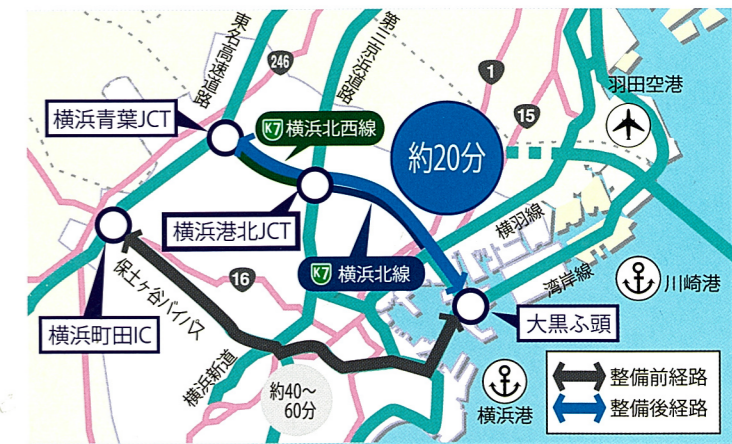 東名高速道路
246
第三京浜道路
1
15
羽田空港
横浜青葉JCT
K7 横浜北西線
約20分
横浜港北JCT
K7 横浜北線
横羽線
湾岸線
川崎港
16
保土ヶ谷バイパス
横浜町田IC
横浜新道
大黒ふ頭
約40～
60分
横浜港
整備前経路
整備後経路